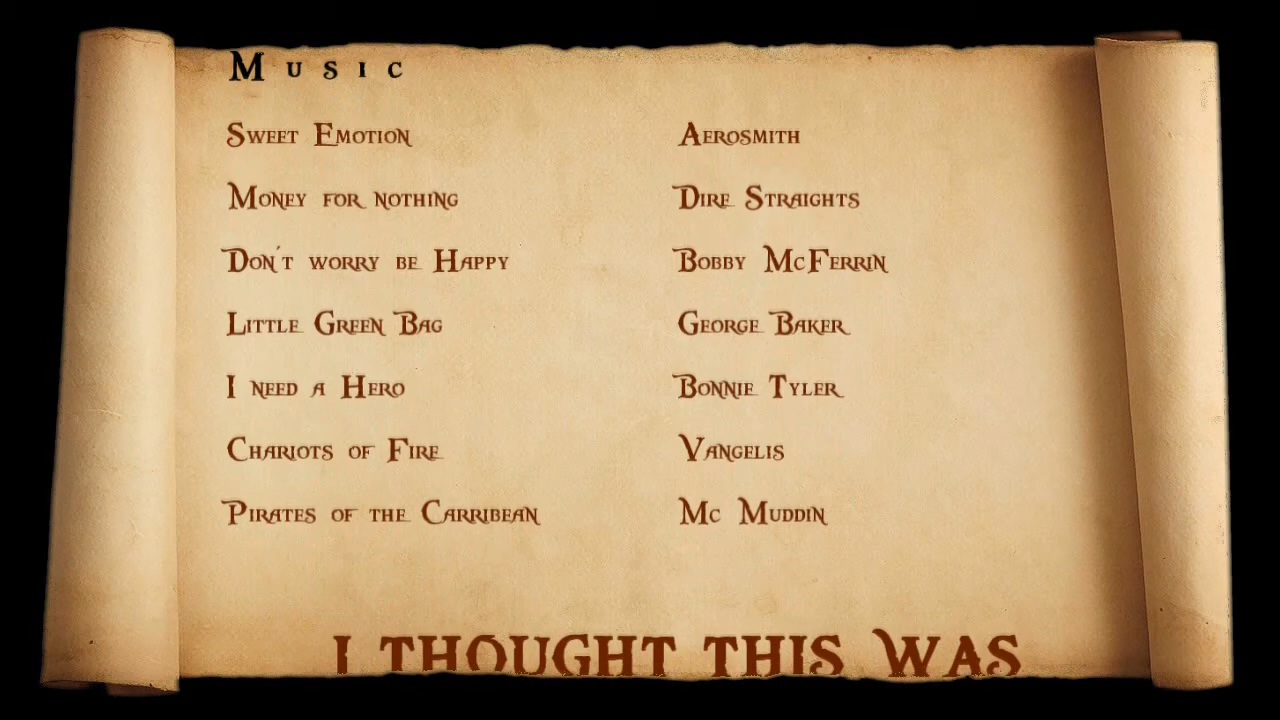 Music
Sweet Emotion Aerosmith
Money for nothing Dire Straights
Don't worry be Happy Bobby McFerrin
Little Green Bag George Baker
I need a Hero Bonnie Tyler
Chariots of Fire Vangelis
Pirates of the Carribean Mc Muddin
I THOUGHT THIS WAS